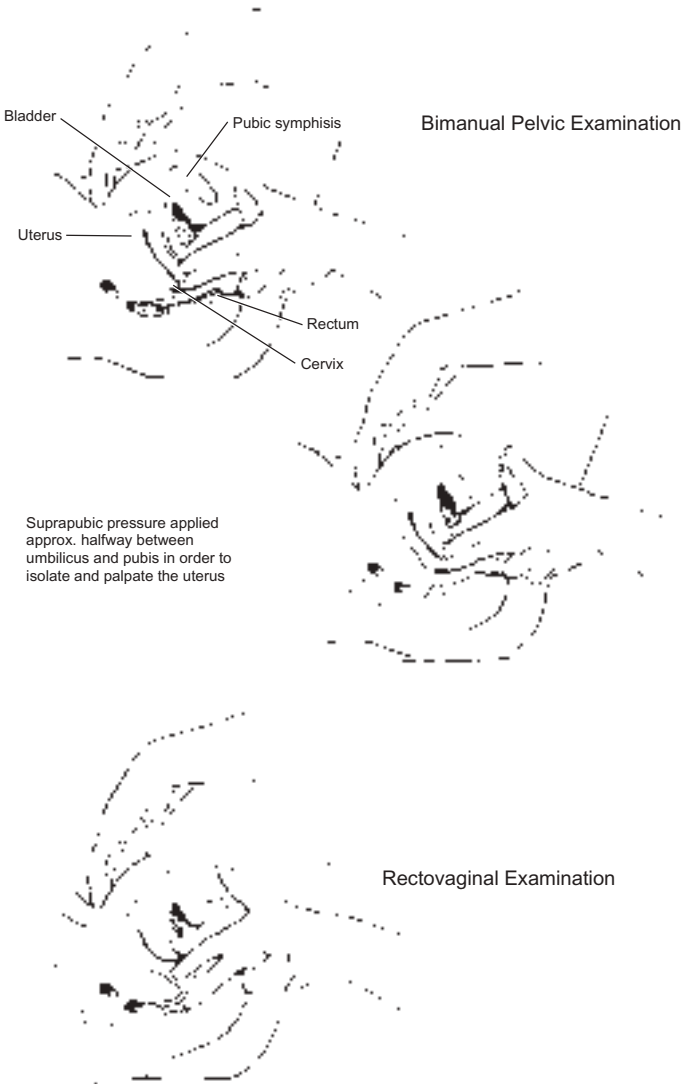 Bimanual Pelvic Examination
Bladder
Pubic symphisis
Uterus
Rectum
Cervix
Suprapubic pressure applied
approx. halfway between
umbilicus and pubis in order to
isolate and palpate the uterus
Rectovaginal Examination